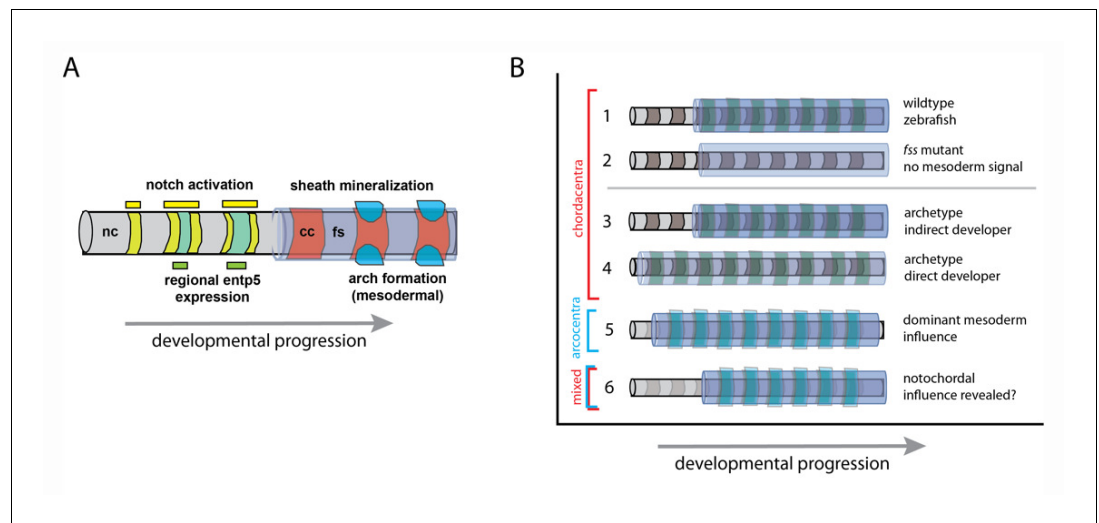 A
notch activation
sheath mineralization
nc
cc
fs
regional entp5
expression
arch formation
(mesodermal)
developmental progression
B
chordacentra
arcocentra
mixed
1
wildtype
zebrafish
2
fss mutant
no mesoderm signal
3
archetype
indirect developer
4
archetype
direct developer
5
dominant mesoderm
influence
6
notochordal
influence revealed?
developmental progression